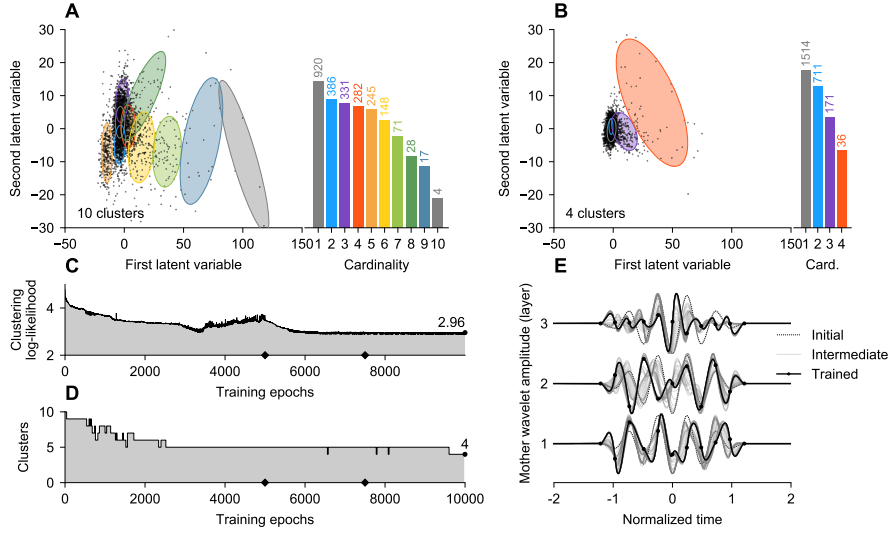 A
30
20
10
0
−10
−20
−30
Second latent variable
10 clusters
−50
0
50
100
150
First latent variable
920
386
331
282
245
148
71
28
17
4
1 2 3 4 5 6 7 8 9 10
Cardinality
B
30
20
10
0
−10
−20
−30
Second latent variable
4 clusters
−50
0
50
100
150
First latent variable
1514
711
171
36
1 2 3 4
Card.
C
Clustering
log-likelihood
4
2
2.96
0
2000
4000
6000
8000
Training epochs
D
Clusters
10
5
0
4
0
2000
4000
6000
8000
10000
Training epochs
E
Mother wavelet amplitude (layer)
3
2
1
Initial
Intermediate
Trained
-2
-1
0
1
2
Normalized time